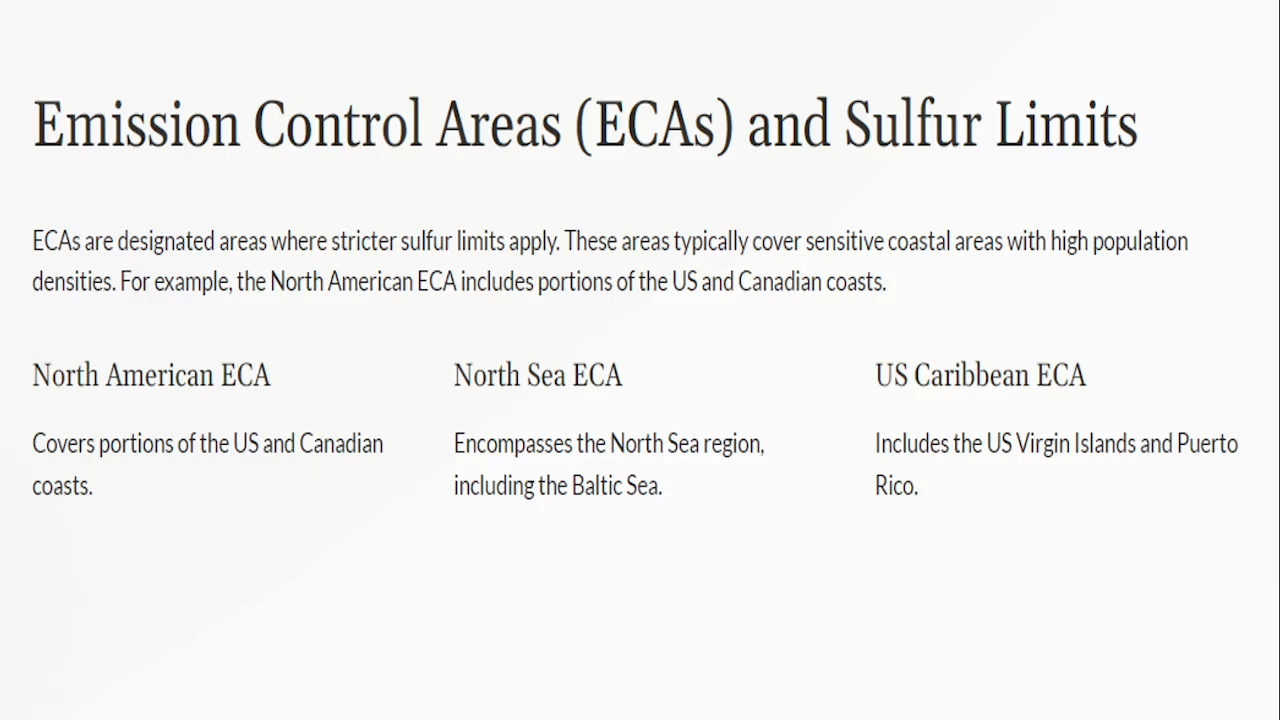 Emission Control Areas (ECAs) and Sulfur Limits
ECAs are designated areas where stricter sulfur limits apply. These areas typically cover sensitive coastal areas with high population
densities. For example, the North American ECA includes portions of the US and Canadian coasts.
North American ECA
Covers portions of the US and Canadian
coasts.
North Sea ECA
Encompasses the North Sea region,
including the Baltic Sea.
US Caribbean ECA
Includes the US Virgin Islands and Puerto
Rico.